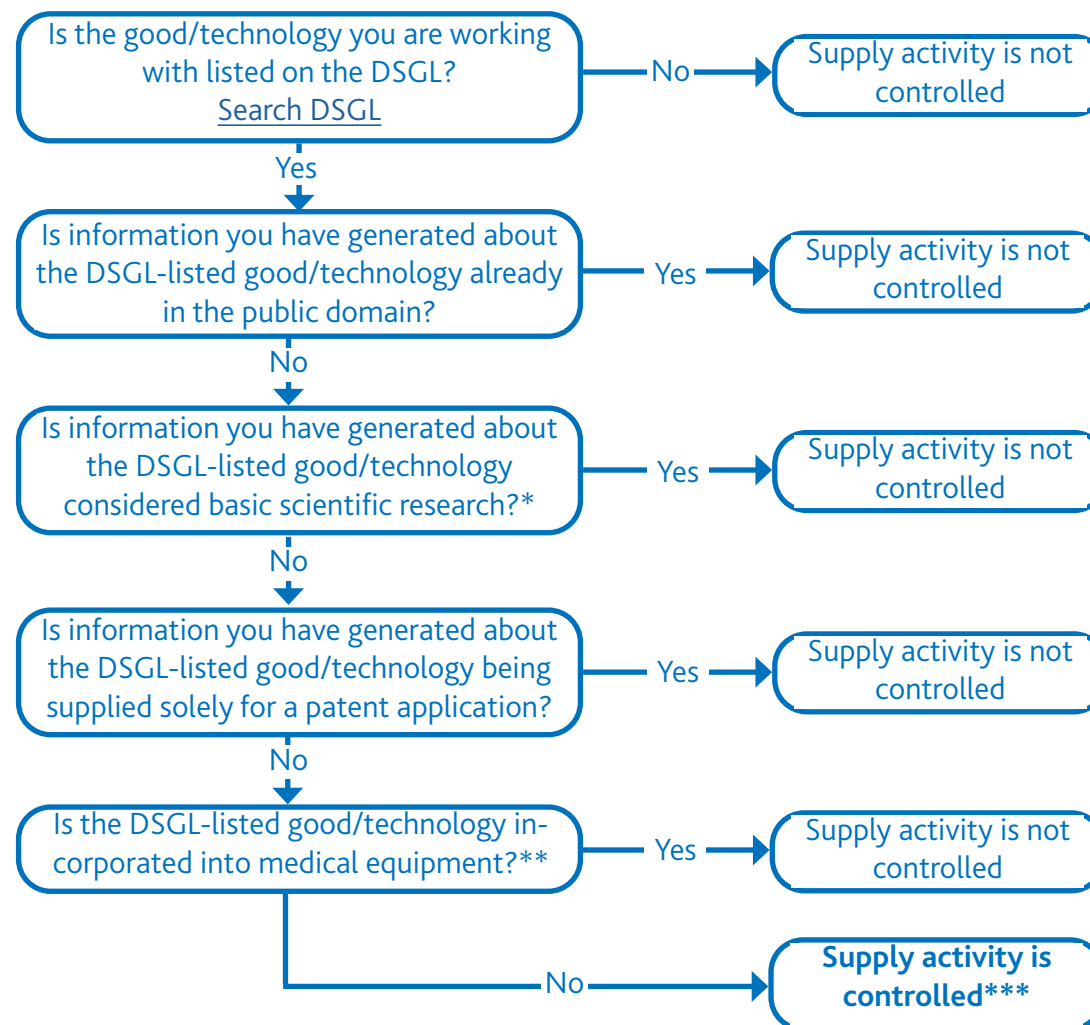 Is the good/technology you are working
with listed on the DSGL?
Search DSGL
No
Supply activity is not
controlled
Yes
Is information you have generated about
the DSGL-listed good/technology already
in the public domain?
Yes
Supply activity is not
controlled
No
Is information you have generated about
the DSGL-listed good/technology
considered basic scientific research?*
Yes
Supply activity is not
controlled
No
Is information you have generated about
the DSGL-listed good/technology being
supplied solely for a patent application?
Yes
Supply activity is not
controlled
No
Is the DSGL-listed good/technology in-
corporated into medical equipment?**
Yes
Supply activity is not
controlled
No
Supply activity is
controlled***